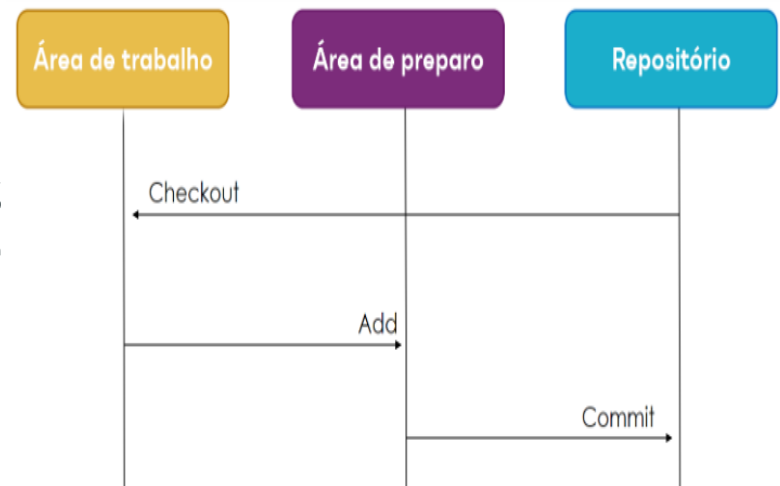 Área de trabalho
Área de preparo
Repositório
Checkout
Add
Commit